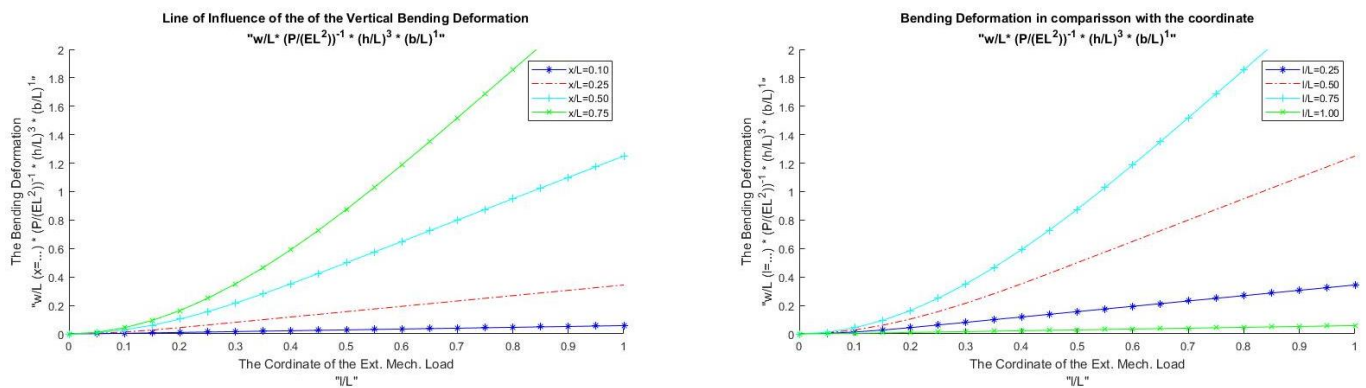 Line of Influence of the of the Vertical Bending Deformation
"w/L* (P/(EL²))⁻¹ * (h/L)³ * (b/L)¹"
The Bending Deformation
"w/L (x=...) * (P/(EL²))⁻¹ * (h/L)³ * (b/L)¹"
2
1.8
1.6
1.4
1.2
1
0.8
0.6
0.4
0.2
0
x/L=0.10
x/L=0.25
x/L=0.50
x/L=0.75
0 0.1 0.2 0.3 0.4 0.5 0.6 0.7 0.8 0.9 1
The Cordinate of the Ext. Mech. Load
"l/L"
Bending Deformation in comparisson with the coordinate
"w/L* (P/(EL²))⁻¹ * (h/L)³ * (b/L)¹"
The Bending Deformation
"w/L (l=...) * (P/(EL²))⁻¹ * (h/L)³ * (b/L)¹"
2
1.8
1.6
1.4
1.2
1
0.8
0.6
0.4
0.2
0
l/L=0.25
l/L=0.50
l/L=0.75
l/L=1.00
0 0.1 0.2 0.3 0.4 0.5 0.6 0.7 0.8 0.9 1
The Cordinate of the Ext. Mech. Load
"l/L"